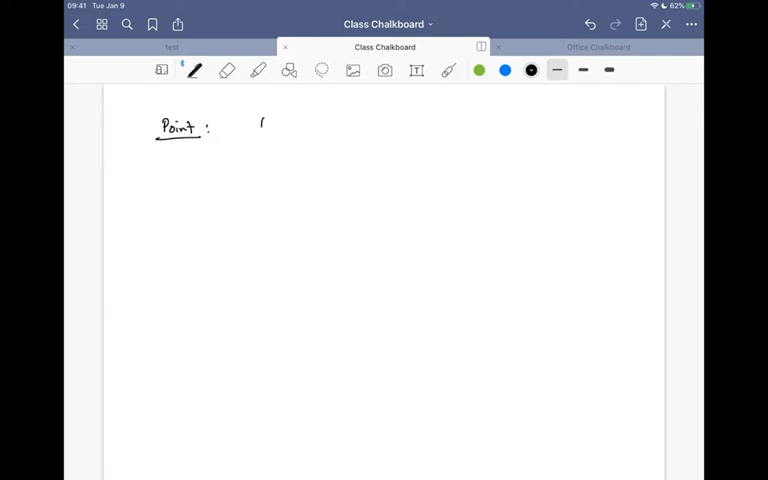 09:41 Tue Jan 9 62%
Class Chalkboard
test Class Chalkboard Office Chalkboard
Point : (